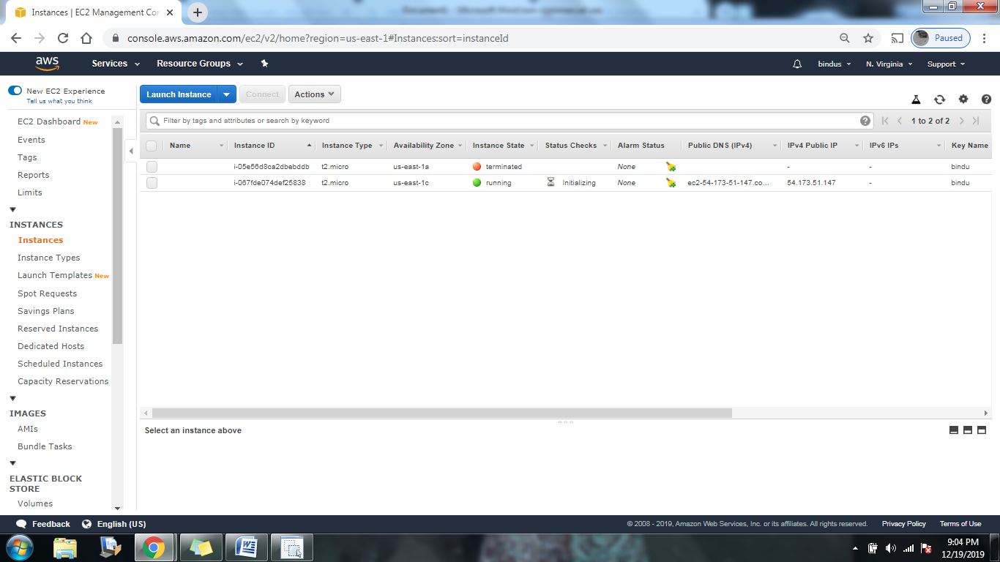 Instances | EC2 Management Con
console.aws.amazon.com/ec2/v2/home?region=us-east-1#Instances:sort=instanceId
Paused
aws Services Resource Groups bindus N. Virginia Support
New EC2 Experience
Tell us what you think
Launch Instance Connect Actions
EC2 Dashboard New
Events
Tags
Reports
Limits
INSTANCES
Instances
Instance Types
Launch Templates New
Spot Requests
Savings Plans
Reserved Instances
Dedicated Hosts
Scheduled Instances
Capacity Reservations
IMAGES
AMIs
Bundle Tasks
ELASTIC BLOCK
STORE
Volumes
Filter by tags and attributes or search by keyword
1 to 2 of 2
Name Instance ID Instance Type Availability Zone Instance State Status Checks Alarm Status Public DNS (IPv4) IPv4 Public IP IPv6 IPs Key Name
i-05e56d8ca2dbebddb t2.micro us-east-1a terminated None - - bindu
i-067fde074def25838 t2.micro us-east-1c running Initializing None ec2-54-173-51-147.co... 54.173.51.147 - bindu
Select an instance above
Feedback English (US) © 2008 - 2019, Amazon Web Services, Inc. or its affiliates. All rights reserved. Privacy Policy Terms of Use
9:04 PM
12/19/2019